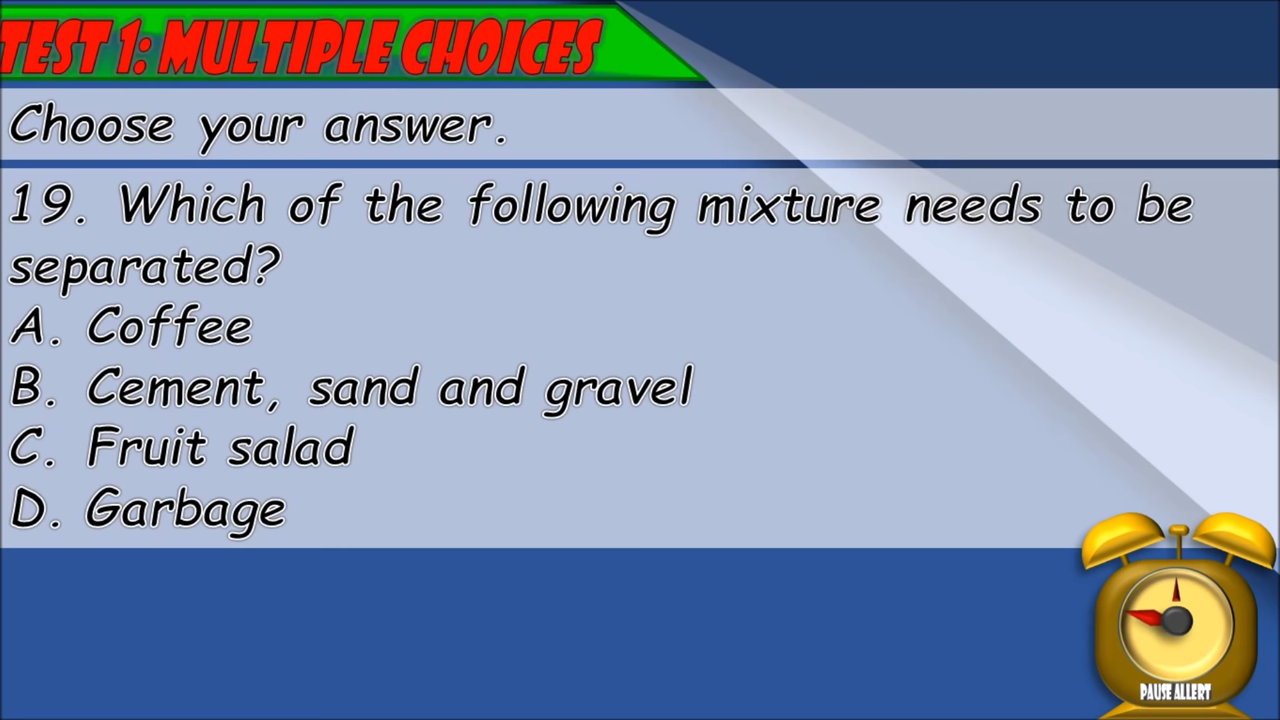 TEST 1: MULTIPLE CHOICES
Choose your answer.
19. Which of the following mixture needs to be
separated?
A. Coffee
B. Cement, sand and gravel
C. Fruit salad
D. Garbage
PAUSE ALLERT